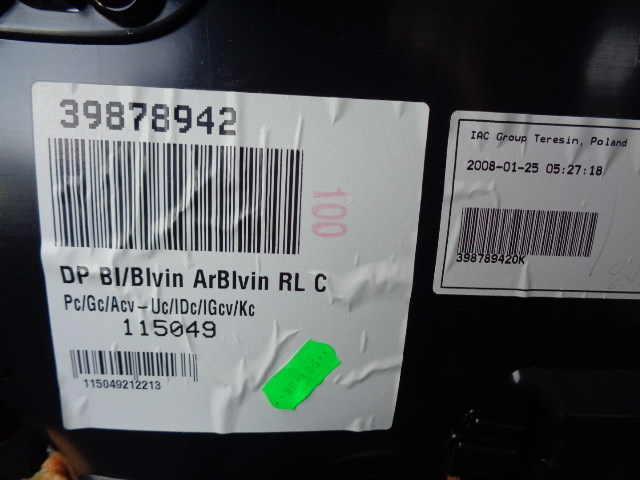 39878942
100
DP BI/Blvin ArBlvin RL C
Pc/Gc/Acv-Uc/IDc/IGcv/Kc
115049
115049212213
IAC Group Teresin, Poland
2008-01-25 05:27:18
398789420K